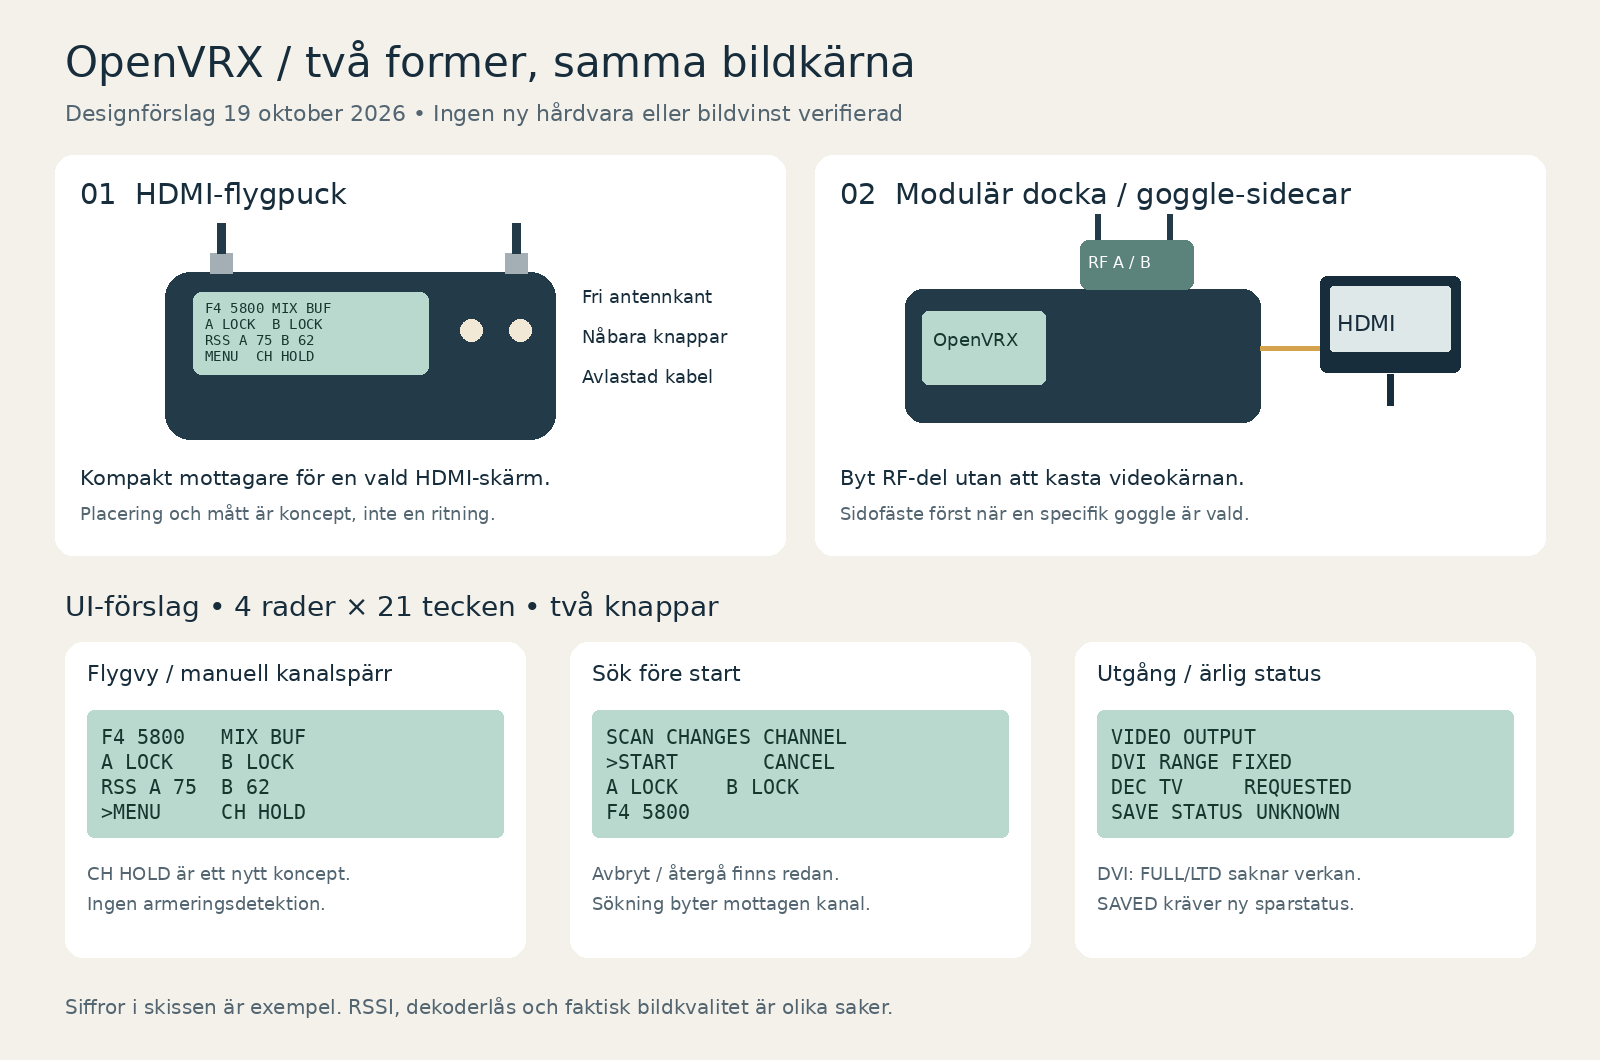 OpenVRX / två former, samma bildkärna
Designförslag 19 oktober 2026 • Ingen ny hårdvara eller bildvinst verifierad
01  HDMI-flygpuck
F4 5800 MIX BUF
A LOCK  B LOCK
RSS A 75 B 62
MENU  CH HOLD
Fri antennkant
Nåbara knappar
Avlastad kabel
Kompakt mottagare för en vald HDMI-skärm.
Placering och mått är koncept, inte en ritning.
02  Modulär docka / goggle-sidecar
RF A / B
OpenVRX
HDMI
Byt RF-del utan att kasta videokärnan.
Sidofäste först när en specifik goggle är vald.
UI-förslag • 4 rader × 21 tecken • två knappar
Flygvy / manuell kanalspärr
F4 5800   MIX BUF
A LOCK    B LOCK
RSS A 75  B 62
>MENU     CH HOLD
CH HOLD är ett nytt koncept.
Ingen armeringsdetektion.
Sök före start
SCAN CHANGES CHANNEL
>START       CANCEL
A LOCK    B LOCK
F4 5800
Avbryt / återgå finns redan.
Sökning byter mottagen kanal.
Utgång / ärlig status
VIDEO OUTPUT
DVI RANGE FIXED
DEC TV     REQUESTED
SAVE STATUS UNKNOWN
DVI: FULL/LTD saknar verkan.
SAVED kräver ny sparstatus.
Siffror i skissen är exempel. RSSI, dekoderlås och faktisk bildkvalitet är olika saker.